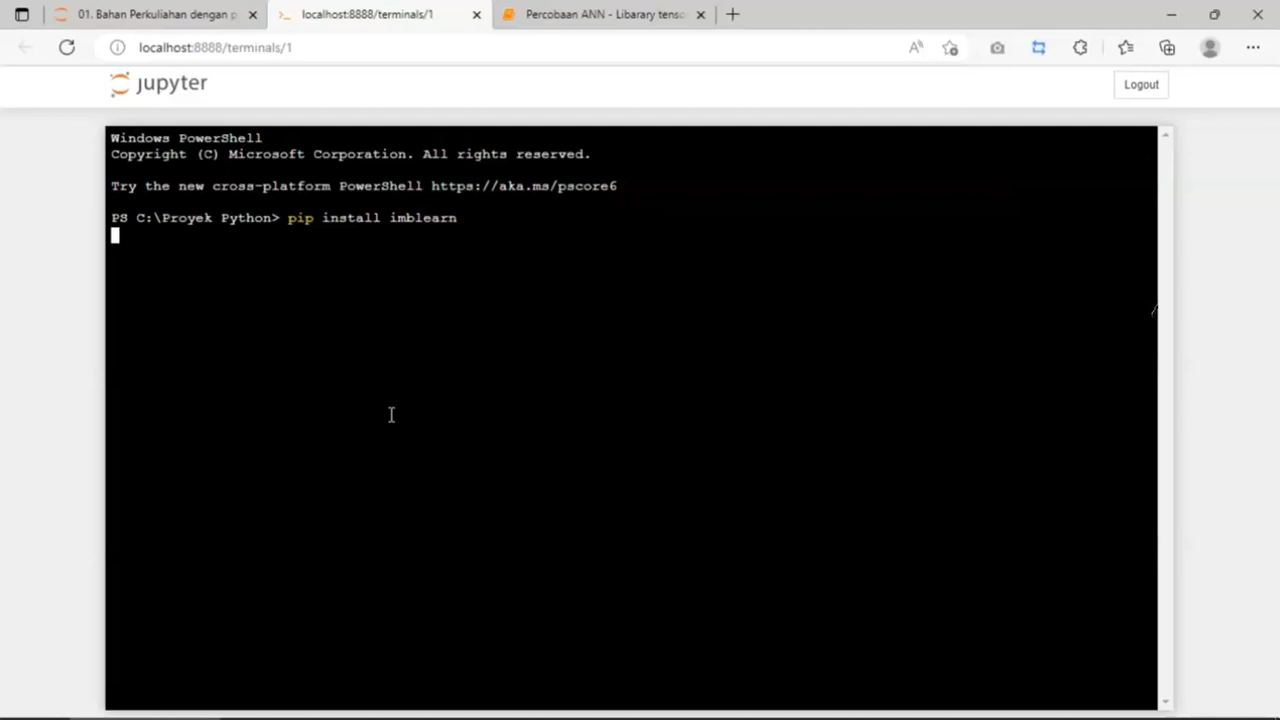 01. Bahan Perkuliahan dengan p
localhost:8888/terminals/1
Percobaan ANN - Libarary tenso
localhost:8888/terminals/1
jupyter
Logout
Windows PowerShell
Copyright (C) Microsoft Corporation. All rights reserved.
Try the new cross-platform PowerShell https://aka.ms/pscore6
PS C:\Proyek Python> pip install imblearn